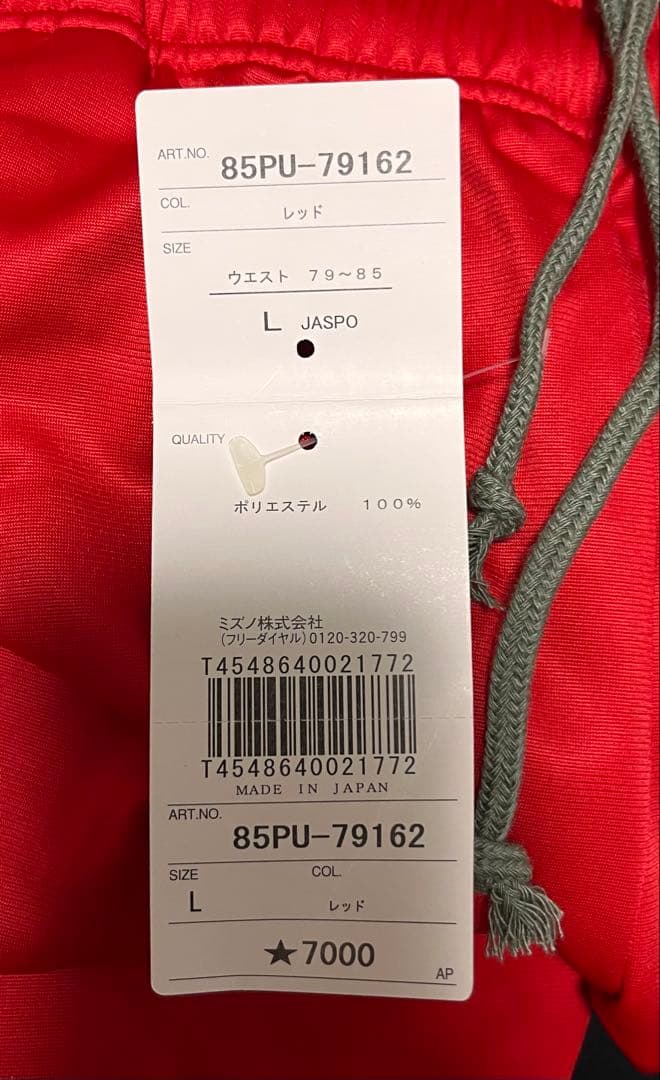 ART.NO. 85PU-79162
COL. レッド
SIZE
ウエスト 79～85
L JASPO
QUALITY
ポリエステル 100%
ミズノ株式会社
(フリーダイヤル)0120-320-799
T4548640021772
T4548640021772
MADE IN JAPAN
ART.NO.
85PU-79162
SIZE COL.
L レッド
★7000
AP